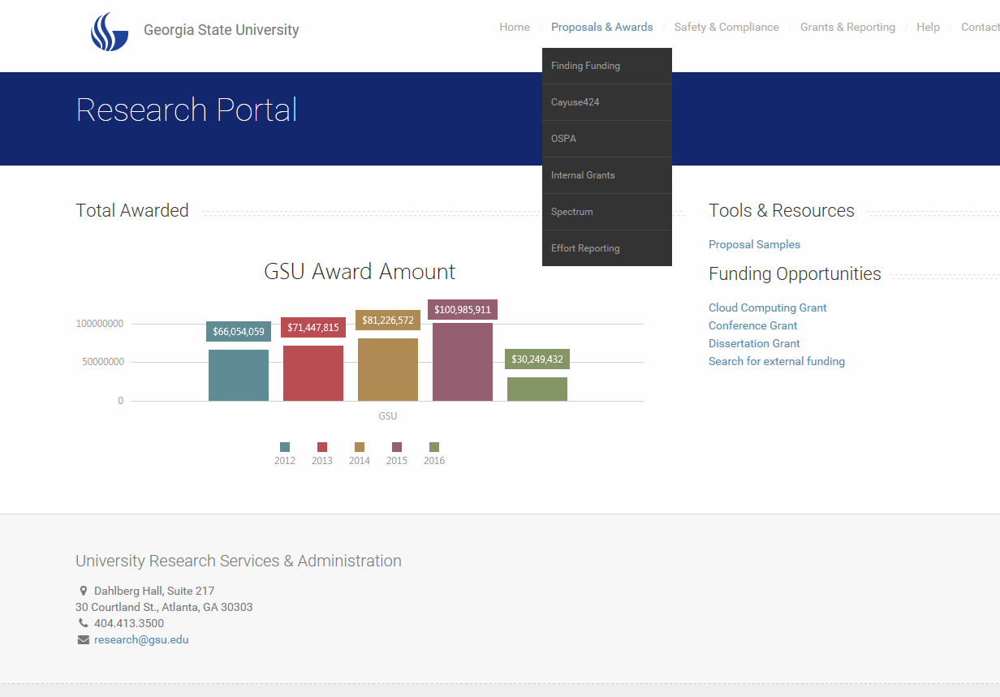 Georgia State University
Home / Proposals & Awards / Safety & Compliance / Grants & Reporting / Help / Contact
Finding Funding
Cayuse424
OSPA
Internal Grants
Spectrum
Effort Reporting
Research Portal
Total Awarded
GSU Award Amount
100000000
50000000
0
$66,054,059
$71,447,815
$81,226,572
$100,985,911
$30,249,432
GSU
2012 2013 2014 2015 2016
Tools & Resources
Proposal Samples
Funding Opportunities
Cloud Computing Grant
Conference Grant
Dissertation Grant
Search for external funding
University Research Services & Administration
Dahlberg Hall, Suite 217
30 Courtland St., Atlanta, GA 30303
404.413.3500
research@gsu.edu